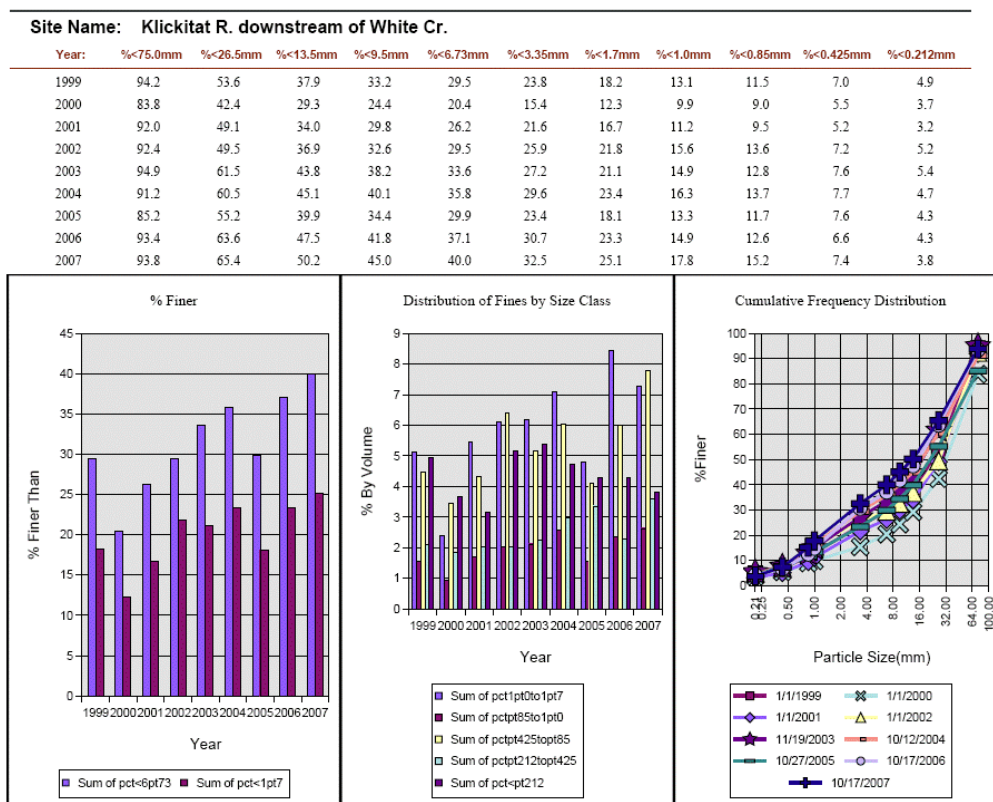 Site Name: Klickitat R. downstream of White Cr.
Year: %<75.0mm %<26.5mm %<13.5mm %<9.5mm %<6.73mm %<3.35mm %<1.7mm %<1.0mm %<0.85mm %<0.425mm %<0.212mm
1999 94.2 53.6 37.9 33.2 29.5 23.8 18.2 13.1 11.5 7.0 4.9
2000 83.8 42.4 29.3 24.4 20.4 15.4 12.3 9.9 9.0 5.5 3.7
2001 92.0 49.1 34.0 29.8 26.2 21.6 16.7 11.2 9.5 5.2 3.2
2002 92.4 49.5 36.9 32.6 29.5 25.9 21.8 15.6 13.6 7.2 5.2
2003 94.9 61.5 43.8 38.2 33.6 27.2 21.1 14.9 12.8 7.6 5.4
2004 91.2 60.5 45.1 40.1 35.8 29.6 23.4 16.3 13.7 7.7 4.7
2005 85.2 55.2 39.9 34.4 29.9 23.4 18.1 13.3 11.7 7.6 4.3
2006 93.4 63.6 47.5 41.8 37.1 30.7 23.3 14.9 12.6 6.6 4.3
2007 93.8 65.4 50.2 45.0 40.0 32.5 25.1 17.8 15.2 7.4 3.8
% Finer
45
40
35
30
25
20
15
10
5
0
% Finer Than
1999 2000 2001 2002 2003 2004 2005 2006 2007
Year
Sum of pct<6pt73 Sum of pct<1pt7
Distribution of Fines by Size Class
9
8
7
6
5
4
3
2
1
0
% By Volume
1999 2000 2001 2002 2003 2004 2005 2006 2007
Year
Sum of pct1pt0to1pt7
Sum of pctpt85to1pt0
Sum of pctpt425topt85
Sum of pctpt212topt425
Sum of pct<pt212
Cumulative Frequency Distribution
100
90
80
70
60
50
40
30
20
10
0
%Finer
0.21 0.25 0.50 1.00 2.00 4.00 8.00 16.00 32.00 64.00 100.00
Particle Size(mm)
1/1/1999 1/1/2000
1/1/2001 1/1/2002
11/19/2003 10/12/2004
10/27/2005 10/17/2006
10/17/2007